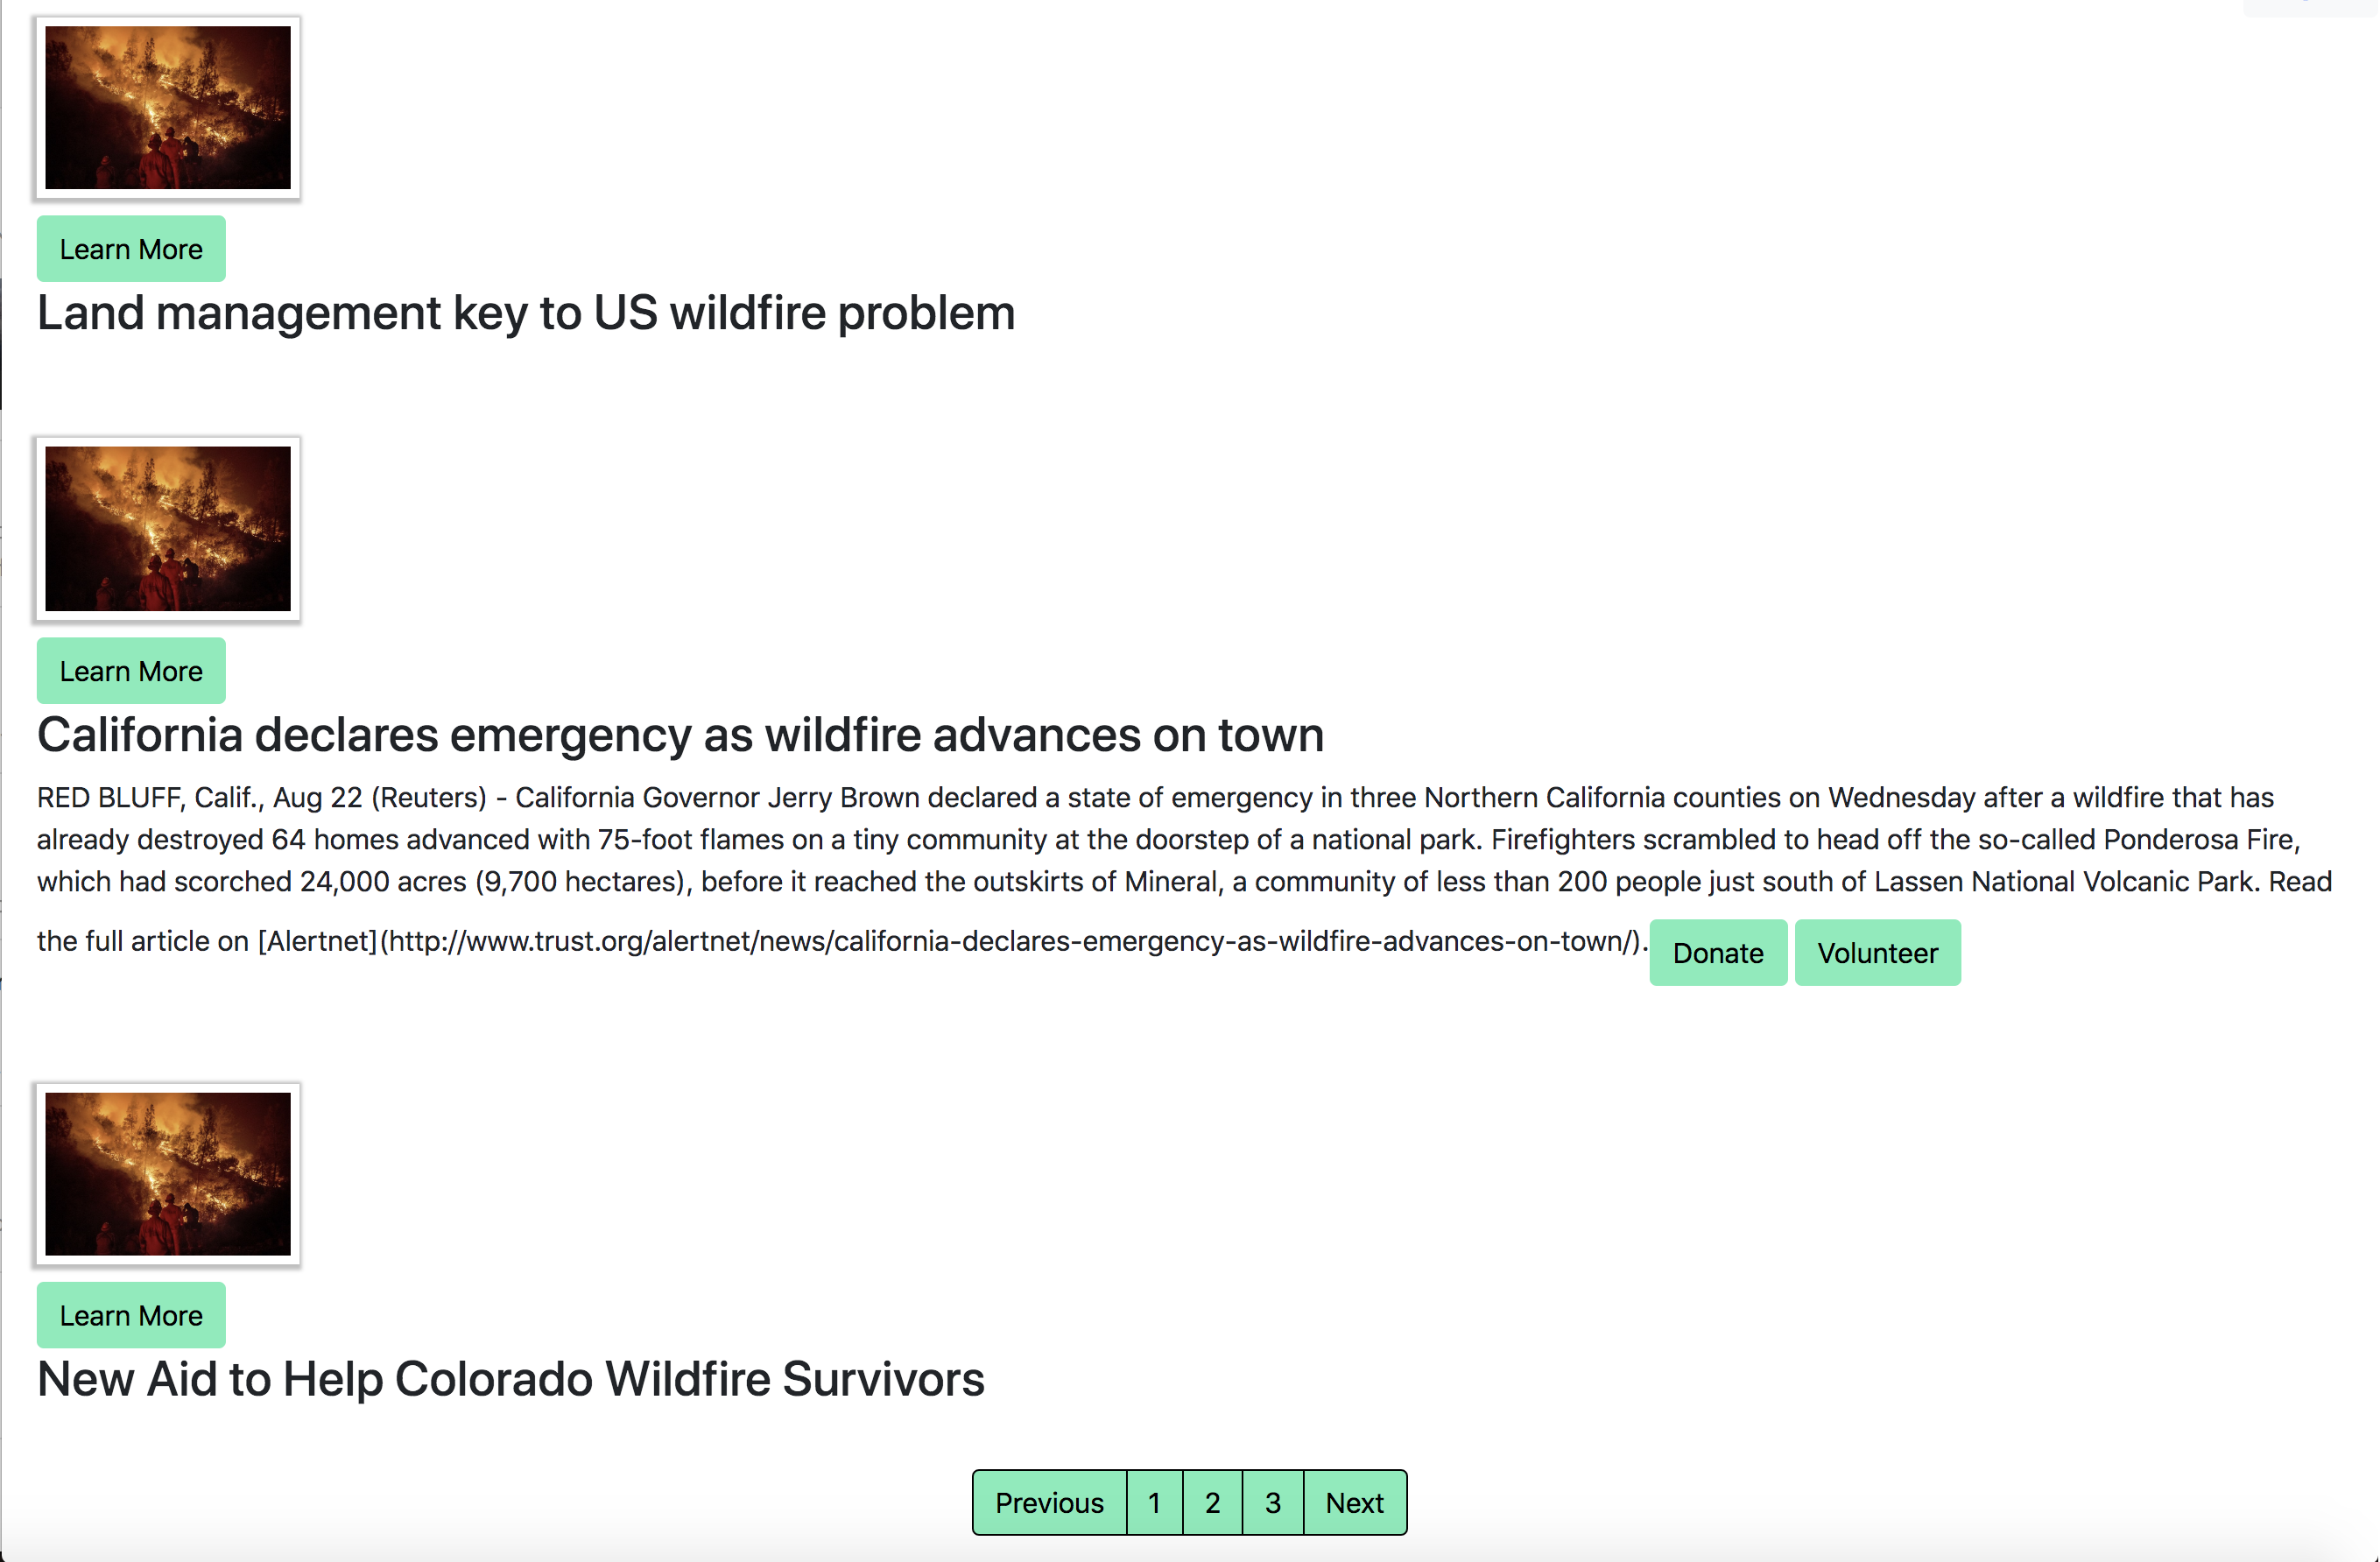 Learn More
Land management key to US wildfire problem
Learn More
California declares emergency as wildfire advances on town
RED BLUFF, Calif., Aug 22 (Reuters) - California Governor Jerry Brown declared a state of emergency in three Northern California counties on Wednesday after a wildfire that has
already destroyed 64 homes advanced with 75-foot flames on a tiny community at the doorstep of a national park. Firefighters scrambled to head off the so-called Ponderosa Fire,
which had scorched 24,000 acres (9,700 hectares), before it reached the outskirts of Mineral, a community of less than 200 people just south of Lassen National Volcanic Park. Read
the full article on [Alertnet](http://www.trust.org/alertnet/news/california-declares-emergency-as-wildfire-advances-on-town/). Donate Volunteer
Learn More
New Aid to Help Colorado Wildfire Survivors
Previous 1 2 3 Next